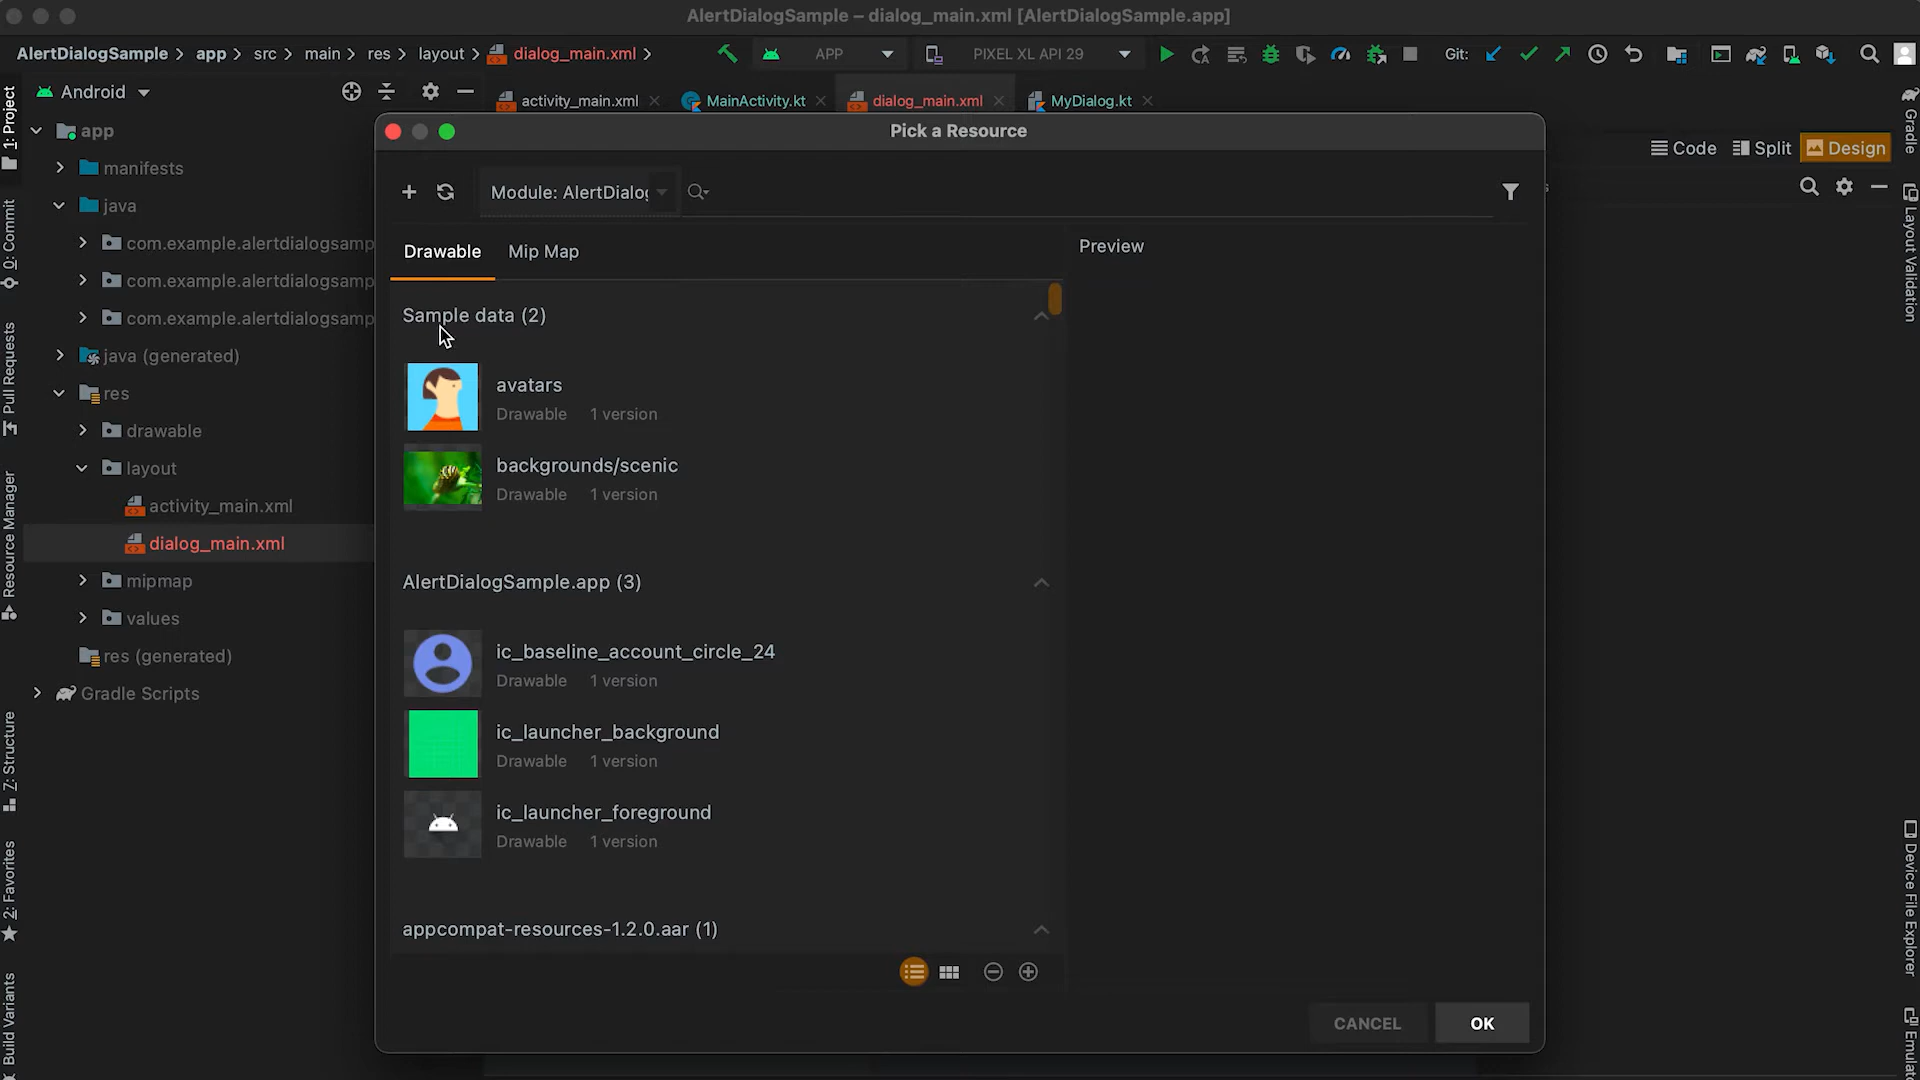 AlertDialogSample – dialog_main.xml [AlertDialogSample.app]
AlertDialogSample
app
src
main
res
layout
dialog_main.xml
APP
PIXEL XL API 29
Git:
Android
activity_main.xml
MainActivity.kt
dialog_main.xml
MyDialog.kt
1: Project
0: Commit
Pull Requests
Resource Manager
Z: Structure
2: Favorites
Build Variants
app
manifests
java
com.example.alertdialogsamp
com.example.alertdialogsamp
com.example.alertdialogsamp
java (generated)
res
drawable
layout
activity_main.xml
dialog_main.xml
mipmap
values
res (generated)
Gradle Scripts
Pick a Resource
Module: AlertDialog
Drawable
Mip Map
Preview
Sample data (2)
avatars
Drawable 1 version
backgrounds/scenic
Drawable 1 version
AlertDialogSample.app (3)
ic_baseline_account_circle_24
Drawable 1 version
ic_launcher_background
Drawable 1 version
ic_launcher_foreground
Drawable 1 version
appcompat-resources-1.2.0.aar (1)
CANCEL
OK
Code
Split
Design
Gradle
Layout Validation
Device File Explorer